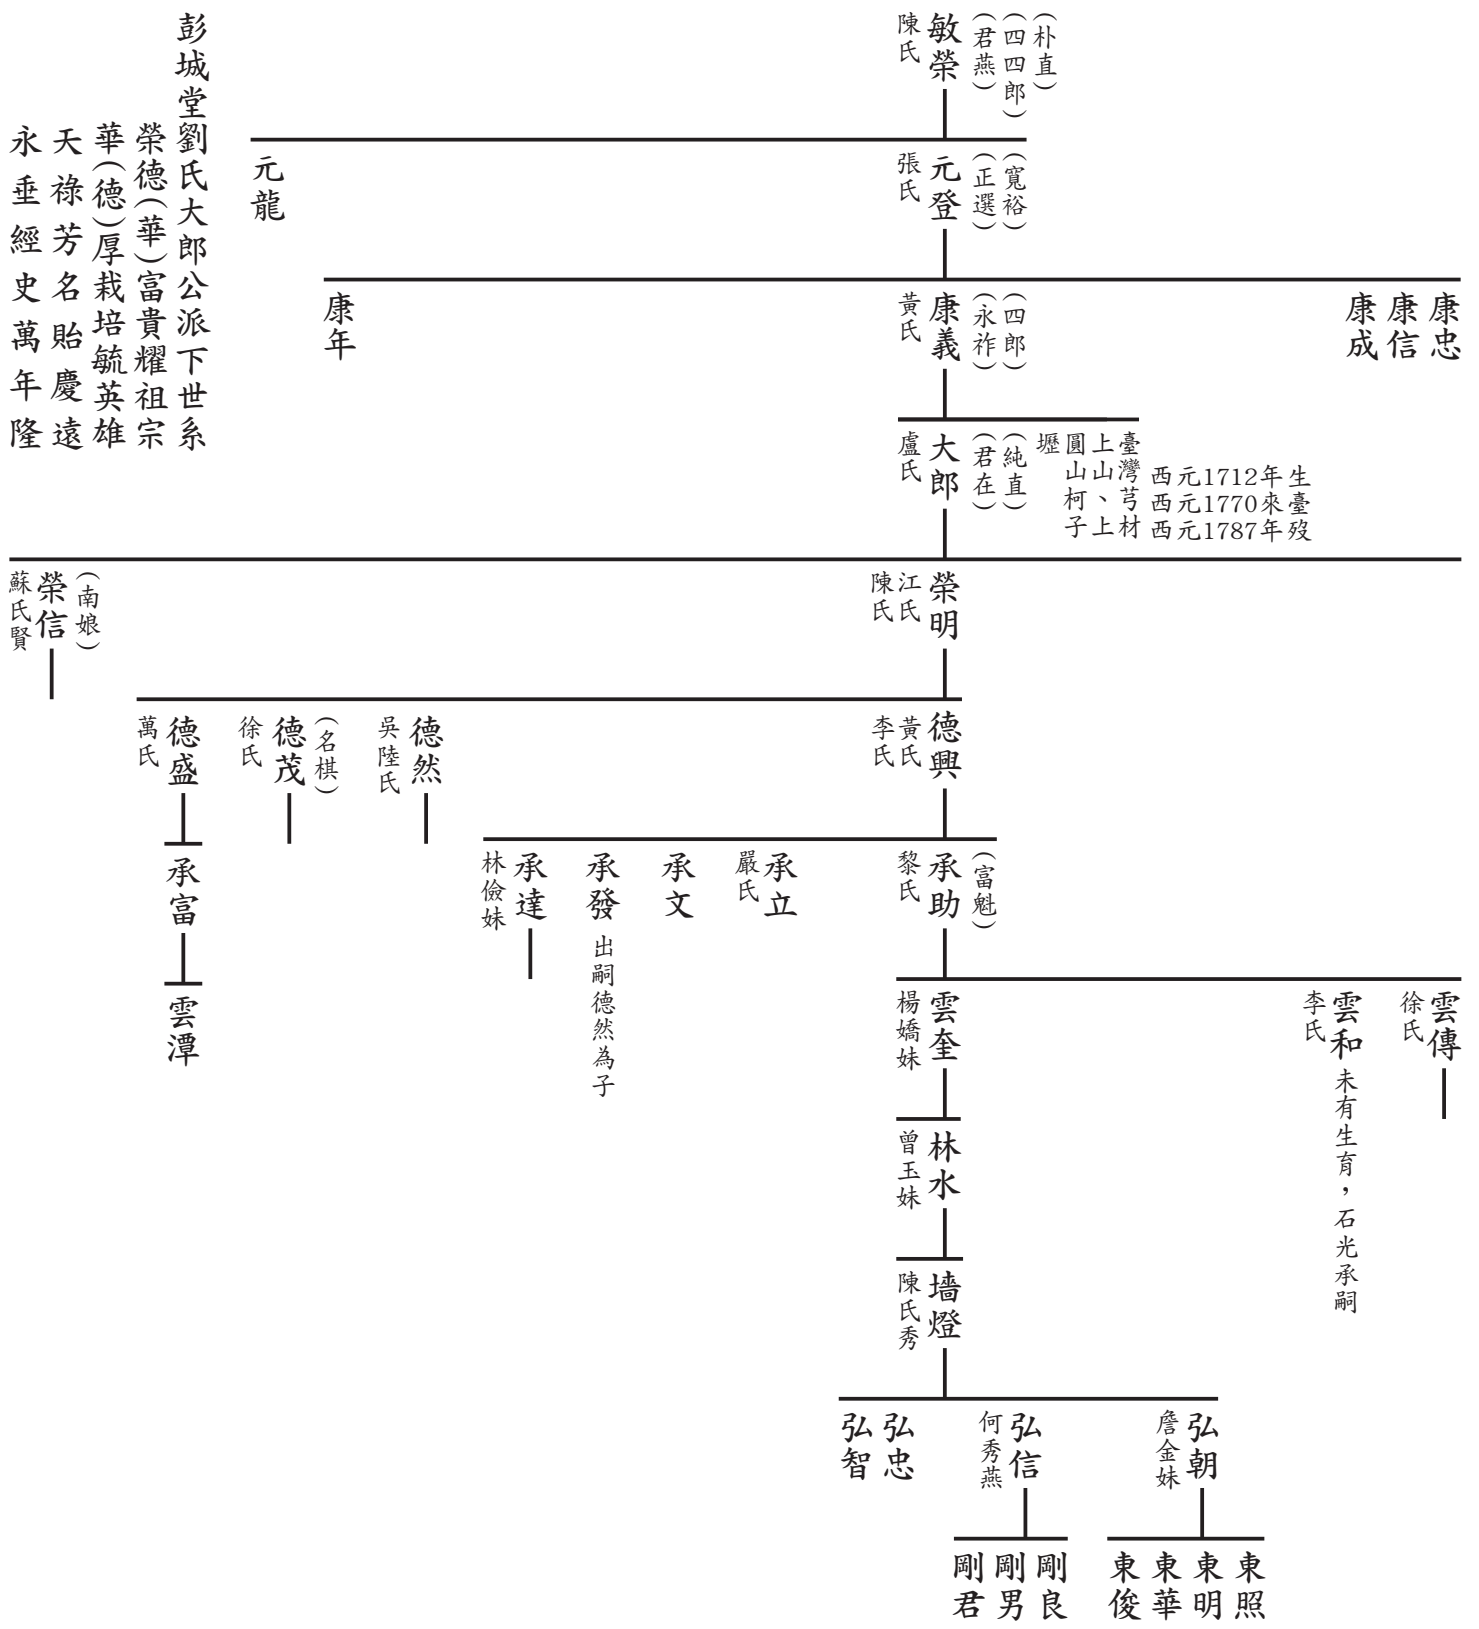 (朴直)
(四四郎)
(君燕)
敏榮
陳氏
彭城堂劉氏大郎公派下世系
榮德(華)富貴耀祖宗
華(德)厚栽培毓英雄
天祿芳名貽慶遠
永垂經史萬年隆
(寬裕)
(正選)
元登
張氏
元龍
康忠
康信
康成
(四郎)
(永祚)
康義
黃氏
康年
西元1712年生
西元1770來臺
西元1787年歿
臺灣芎材
上山、上
圓山柯子
壢
(純直)
(君在)
大郎
盧氏
榮明
江氏
陳氏
(南娘)
榮信
蘇氏賢
德興
黃氏
李氏
德然
吳陸氏
(名棋)
德茂
徐氏
德盛
萬氏
(富魁)
承助
黎氏
承立
嚴氏
承文
承發 出嗣德然為子
承達
林儉妹
承富
雲傳
徐氏
雲和 未有生育，石光承嗣
李氏
雲奎
楊嬌妹
雲潭
林水
曾玉妹
墻燈
陳氏秀
弘朝
詹金妹
弘信
何秀燕
弘忠
弘智
東照
東明
東華
東俊
剛良
剛男
剛君